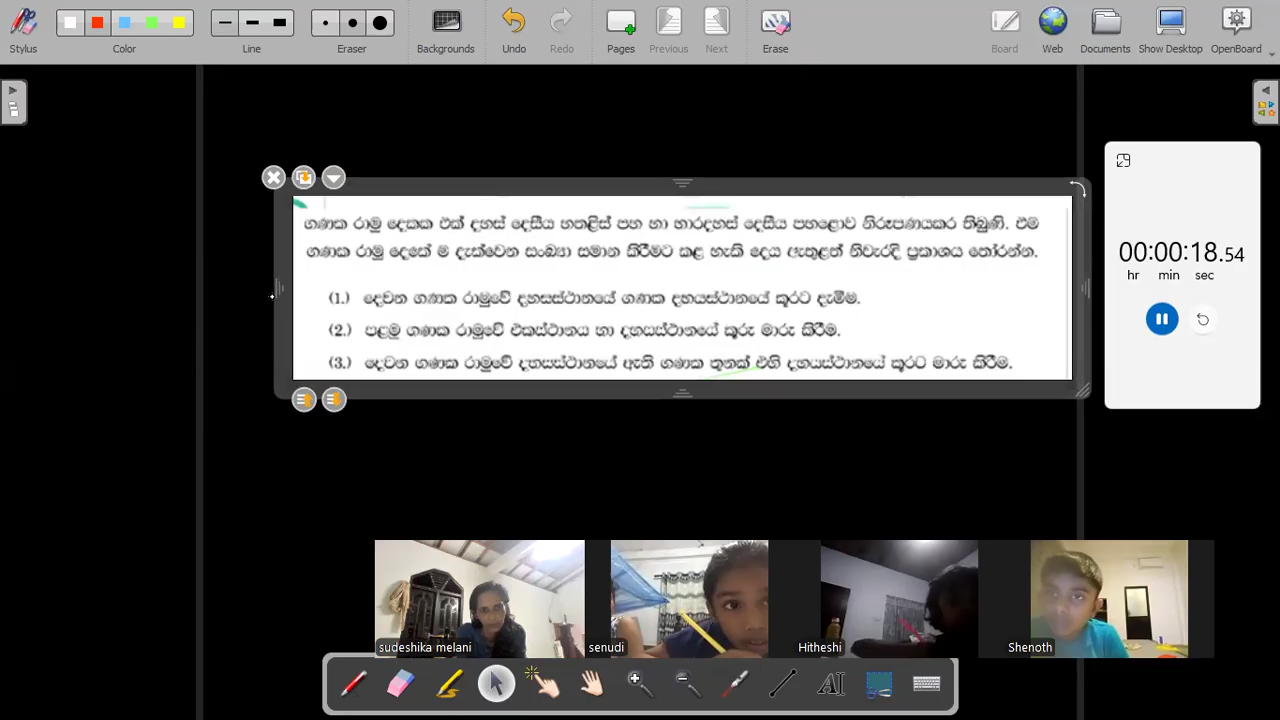 Stylus
Color
Line
Eraser
Backgrounds
Undo
Redo
Pages
Previous
Next
Erase
Board
Web
Documents
Show Desktop
OpenBoard
ගණක රාමු දෙකක එක් දහස් දෙසීය හතළිස් පහ හා හාරදහස් දෙසීය පහළොව නිරූපණයකර තිබුණි. එම
ගණක රාමු දෙකේ ම දැක්වෙන සංඛ්‍යා සමාන කිරීමට කළ හැකි දෙය ඇතුළත් නිවැරදි ප්‍රකාශය තෝරන්න.
(1.) දෙවන ගණක රාමුවේ දහසස්ථානයේ ගණක දහයස්ථානයේ කූරට දැමීම.
(2.) පළමු ගණක රාමුවේ එකස්ථානය හා දහයස්ථානයේ කූරු මාරු කිරීම.
(3.) දෙවන ගණක රාමුවේ දහසස්ථානයේ ඇති ගණක තුනක් එහි දහයස්ථානයේ කූරට මාරු කිරීම.
00:00:18.54
hr min sec
sudeshika melani
senudi
Hitheshi
Shenoth
AI